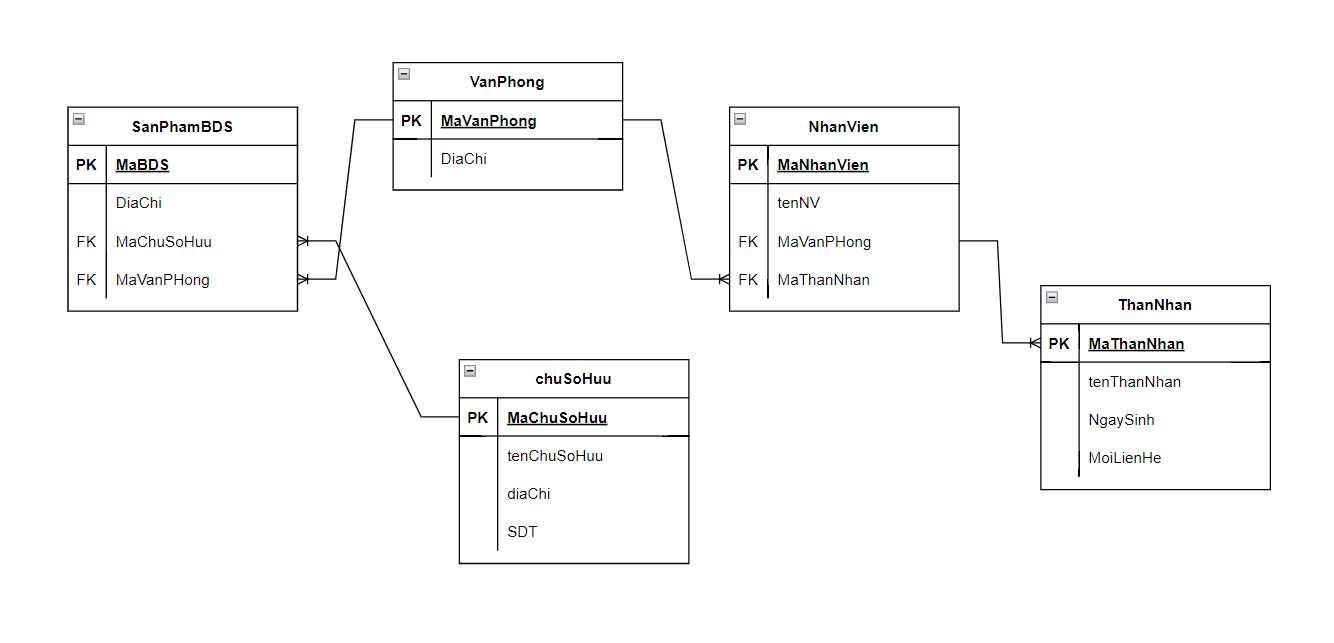 VanPhong
PK MaVanPhong
DiaChi
SanPhamBDS
PK MaBDS
DiaChi
FK MaChuSoHuu
FK MaVanPHong
NhanVien
PK MaNhanVien
tenNV
FK MaVanPHong
FK MaThanNhan
ThanNhan
PK MaThanNhan
tenThanNhan
NgaySinh
MoiLienHe
chuSoHuu
PK MaChuSoHuu
tenChuSoHuu
diaChi
SDT